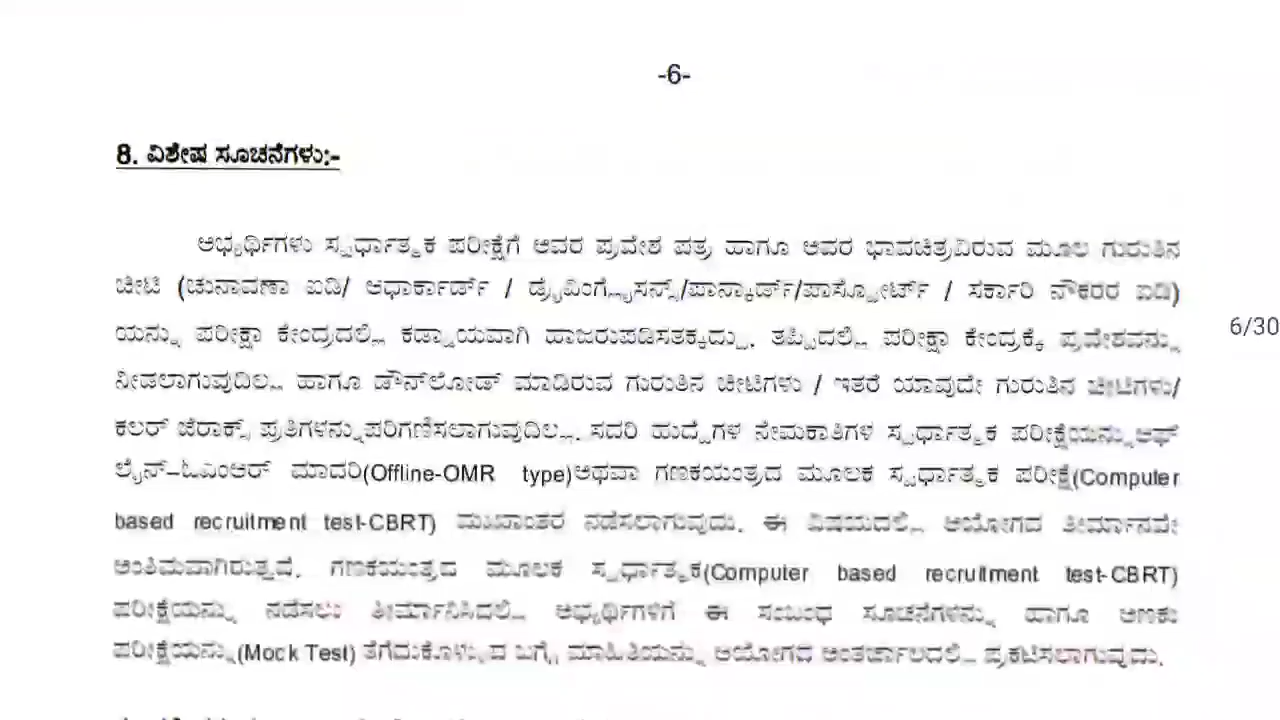 -6-
8. ವಿಶೇಷ ಸೂಚನೆಗಳು:-
ಅಭ್ಯರ್ಥಿಗಳು ಸ್ಪರ್ಧಾತ್ಮಕ ಪರೀಕ್ಷೆಗೆ ಅವರ ಪ್ರವೇಶ ಪತ್ರ ಹಾಗೂ ಅವರ ಭಾವಚಿತ್ರವಿರುವ ಮೂಲ ಗುರುತಿನ
ಚೀಟಿ (ಚುನಾವಣಾ ಐಡಿ/ ಆಧಾರ್ಕಾರ್ಡ್ / ಡ್ರೈವಿಂಗ್ಲೈಸನ್ಸ್/ಪಾನ್ಕಾರ್ಡ್/ಪಾಸ್ಪೋರ್ಟ್ / ಸರ್ಕಾರಿ ನೌಕರರ ಐಡಿ)
ಯನ್ನು ಪರೀಕ್ಷಾ ಕೇಂದ್ರದಲ್ಲಿ ಕಡ್ಡಾಯವಾಗಿ ಹಾಜರುಪಡಿಸತಕ್ಕದ್ದು. ತಪ್ಪಿದಲ್ಲಿ ಪರೀಕ್ಷಾ ಕೇಂದ್ರಕ್ಕೆ ಪ್ರವೇಶವನ್ನು
6/30
ನೀಡಲಾಗುವುದಿಲ್ಲ ಹಾಗೂ ಡೌನ್‌ಲೋಡ್ ಮಾಡಿರುವ ಗುರುತಿನ ಚೀಟಿಗಳು / ಇತರೆ ಯಾವುದೇ ಗುರುತಿನ ಚೀಟಿಗಳು/
ಕಲರ್ ಜೆರಾಕ್ಸ್ ಪ್ರತಿಗಳನ್ನುಪರಿಗಣಿಸಲಾಗುವುದಿಲ್ಲ. ಸದರಿ ಹುದ್ದೆಗಳ ನೇಮಕಾತಿಗಳ ಸ್ಪರ್ಧಾತ್ಮಕ ಪರೀಕ್ಷೆಯನ್ನು ಆಫ್
ಲೈನ್-ಓಎಂಆರ್ ಮಾದರಿ(Offline-OMR type)ಅಥವಾ ಗಣಕಯಂತ್ರದ ಮೂಲಕ ಸ್ಪರ್ಧಾತ್ಮಕ ಪರೀಕ್ಷೆ(Computer
based recruitment test-CBRT) ಮುಖಾಂತರ ನಡೆಸಲಾಗುವುದು. ಈ ವಿಷಯದಲ್ಲಿ ಆಯೋಗದ ತೀರ್ಮಾನವೇ
ಅಂತಿಮವಾಗಿರುತ್ತದೆ. ಗಣಕಯಂತ್ರದ ಮೂಲಕ ಸ್ಪರ್ಧಾತ್ಮಕ(Computer based recruitment test-CBRT)
ಪರೀಕ್ಷೆಯನ್ನು ನಡೆಸಲು ತೀರ್ಮಾನಿಸಿದಲ್ಲಿ ಅಭ್ಯರ್ಥಿಗಳಿಗೆ ಈ ಸಂಬಂಧ ಸೂಚನೆಗಳನ್ನು ಹಾಗೂ ಅಣಕು
ಪರೀಕ್ಷೆಯನ್ನು(Mock Test) ತೆಗೆದುಕೊಳ್ಳುವ ಬಗ್ಗೆ ಮಾಹಿತಿಯನ್ನು ಆಯೋಗದ ಅಂತರ್ಜಾಲದಲ್ಲಿ ಪ್ರಕಟಿಸಲಾಗುವುದು.